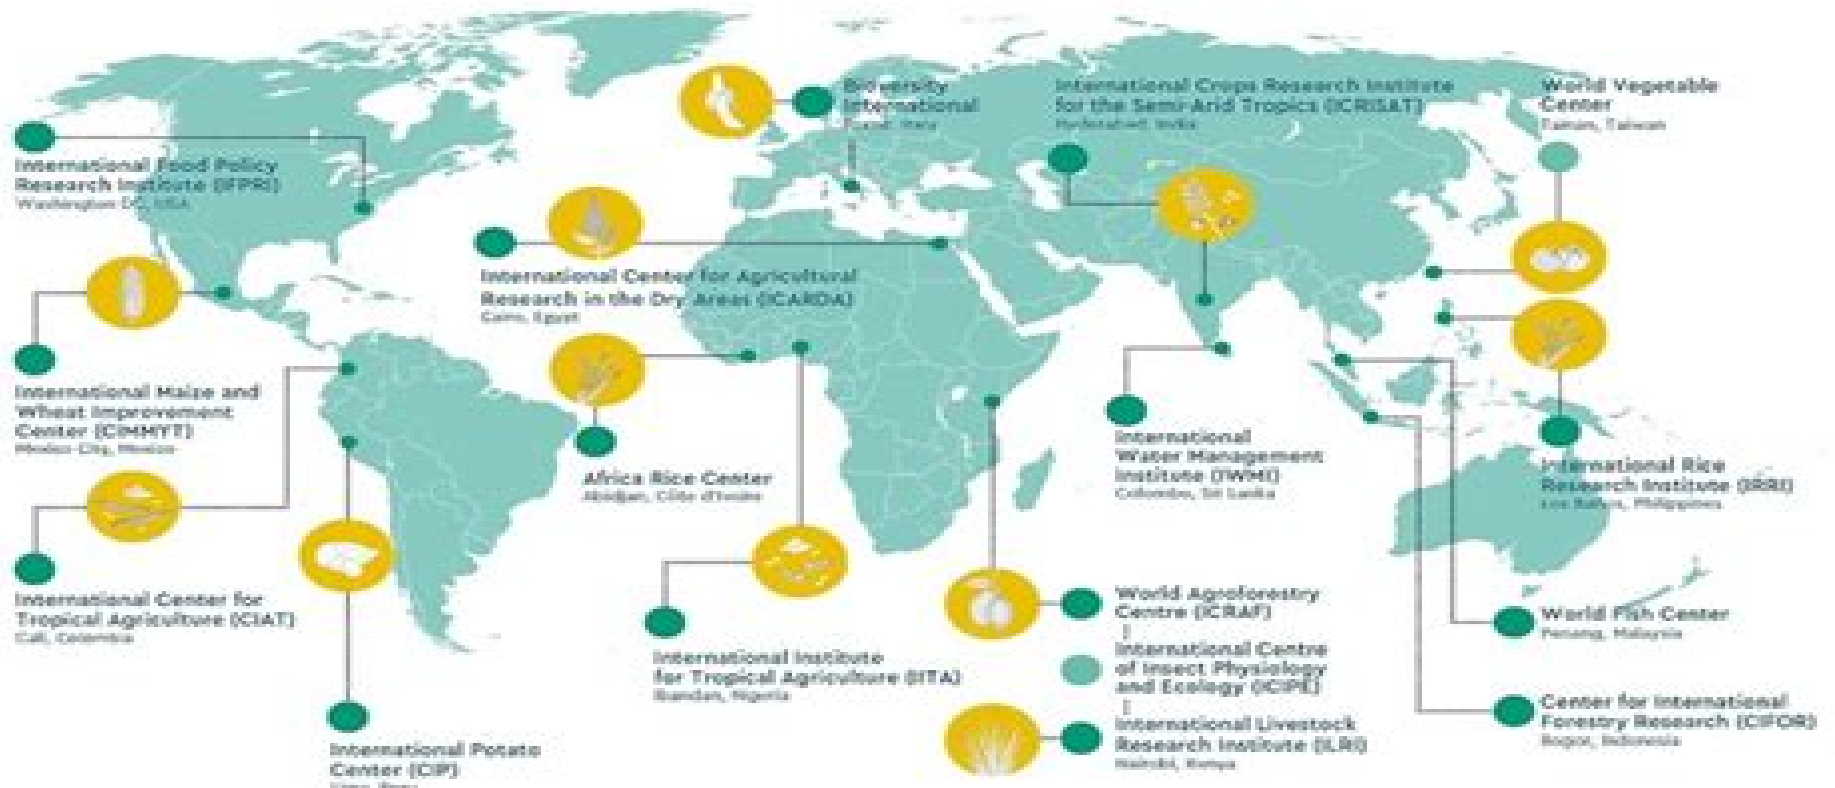 International Food Policy
Research Institute (IFPRI)
Washington DC, USA
Bioversity
International
Rome, Italy
International Crops Research Institute
for the Semi-Arid Tropics (ICRISAT)
Hyderabad, India
World Vegetable
Center
Tainan, Taiwan
International Center for Agricultural
Research in the Dry Areas (ICARDA)
Cairo, Egypt
International Maize and
Wheat Improvement
Center (CIMMYT)
Mexico City, Mexico
Africa Rice Center
Abidjan, Côte d'Ivoire
International
Water Management
Institute (IWMI)
Colombo, Sri Lanka
International Rice
Research Institute (IRRI)
Los Baños, Philippines
International Center for
Tropical Agriculture (CIAT)
Cali, Colombia
International Institute
for Tropical Agriculture (IITA)
Ibandan, Nigeria
World Agroforestry
Centre (ICRAF)
International Centre
of Insect Physiology
and Ecology (ICIPE)
International Livestock
Research Institute (ILRI)
Nairobi, Kenya
World Fish Center
Penang, Malaysia
Center for International
Forestry Research (CIFOR)
Bogor, Indonesia
International Potato
Center (CIP)